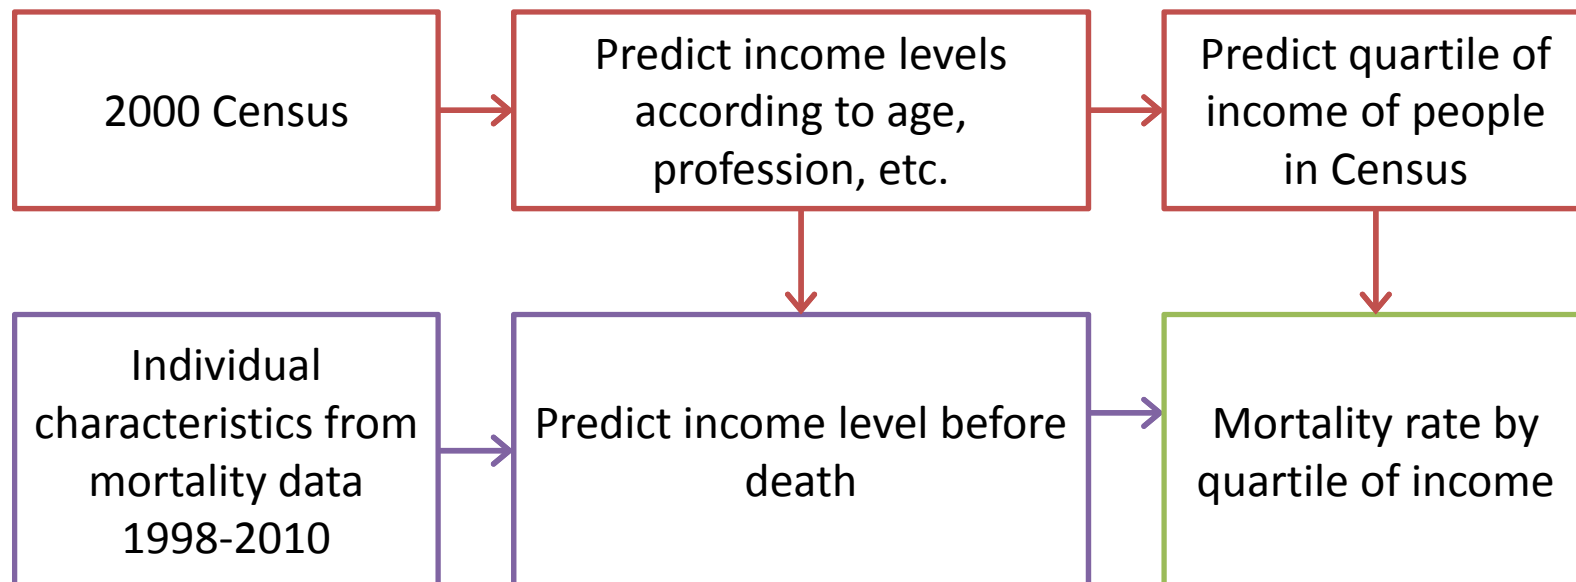 2000 Census
Predict income levels
according to age,
profession, etc.
Predict quartile of
income of people
in Census
Individual
characteristics from
mortality data
1998-2010
Predict income level before
death
Mortality rate by
quartile of income